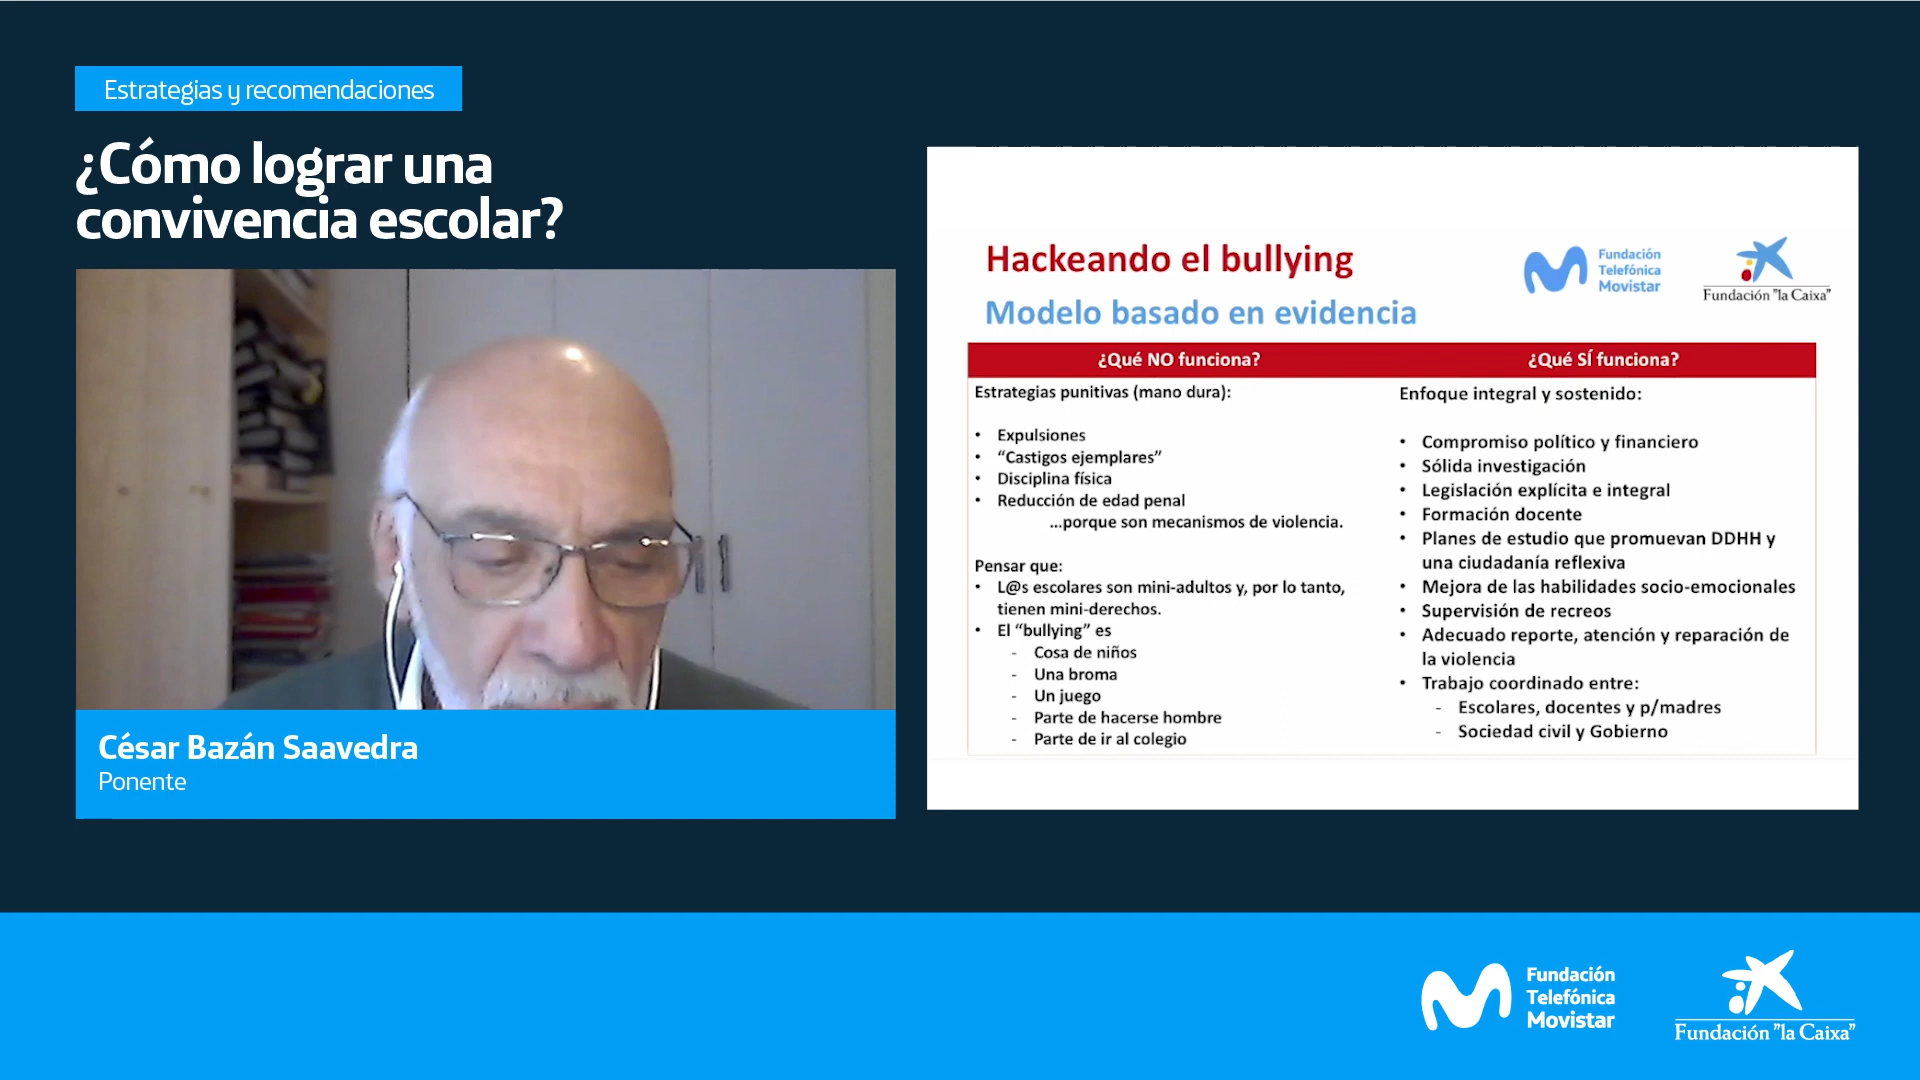 Estrategias y recomendaciones
¿Cómo lograr una
convivencia escolar?
César Bazán Saavedra
Ponente
Hackeando el bullying
Modelo basado en evidencia
Fundación
Telefónica
Movistar
Fundación "la Caixa"
¿Qué NO funciona?
Estrategias punitivas (mano dura):
• Expulsiones
• “Castigos ejemplares”
• Disciplina física
• Reducción de edad penal
...porque son mecanismos de violencia.
Pensar que:
• L@s escolares son mini-adultos y, por lo tanto,
tienen mini-derechos.
• El “bullying” es
- Cosa de niños
- Una broma
- Un juego
- Parte de hacerse hombre
- Parte de ir al colegio
¿Qué SÍ funciona?
Enfoque integral y sostenido:
• Compromiso político y financiero
• Sólida investigación
• Legislación explícita e integral
• Formación docente
• Planes de estudio que promuevan DDHH y
una ciudadanía reflexiva
• Mejora de las habilidades socio-emocionales
• Supervisión de recreos
• Adecuado reporte, atención y reparación de
la violencia
• Trabajo coordinado entre:
- Escolares, docentes y p/madres
- Sociedad civil y Gobierno
Fundación
Telefónica
Movistar
Fundación "la Caixa"